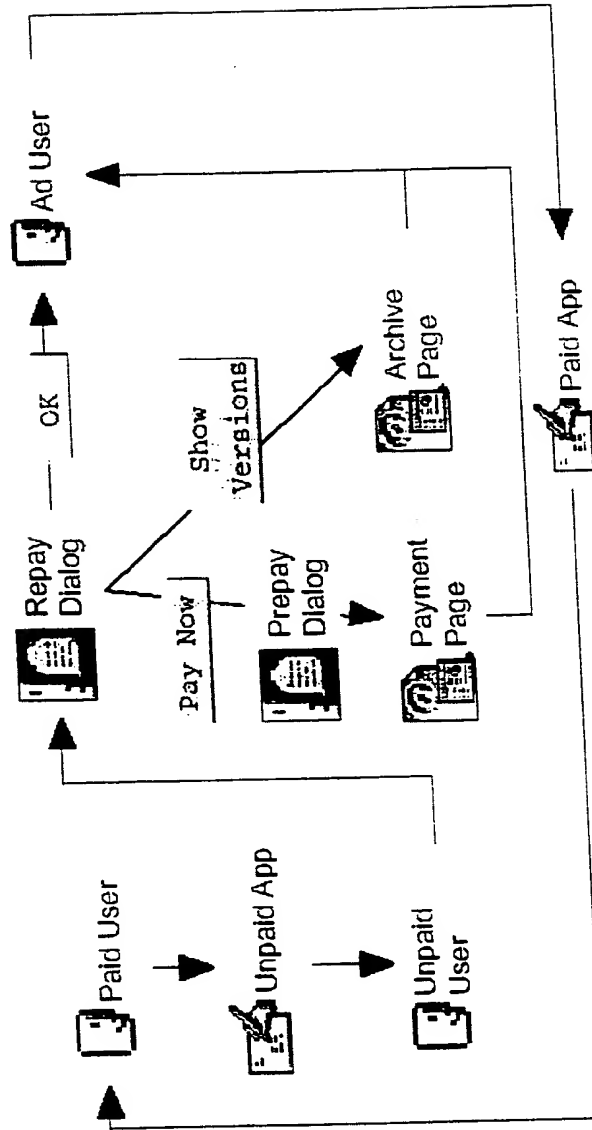 Paid User
Unpaid App
Unpaid
User
Repay
Dialog
OK
Pay Now
Show
Versions
Prepay
Dialog
Payment
Page
Archive
Page
Ad User
Paid App